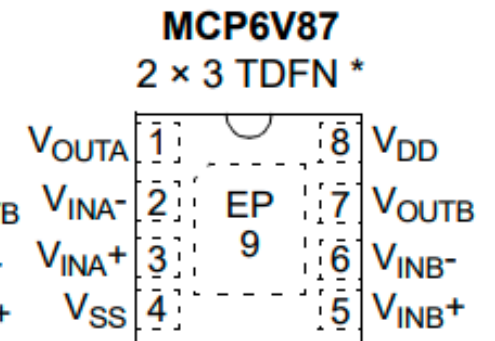 MCP6V87
2 × 3 TDFN *
VOUTA 1 8 VDD
B VINA- 2 EP 7 VOUTB
- VINA+ 3 9 6 VINB-
+ VSS 4 5 VINB+